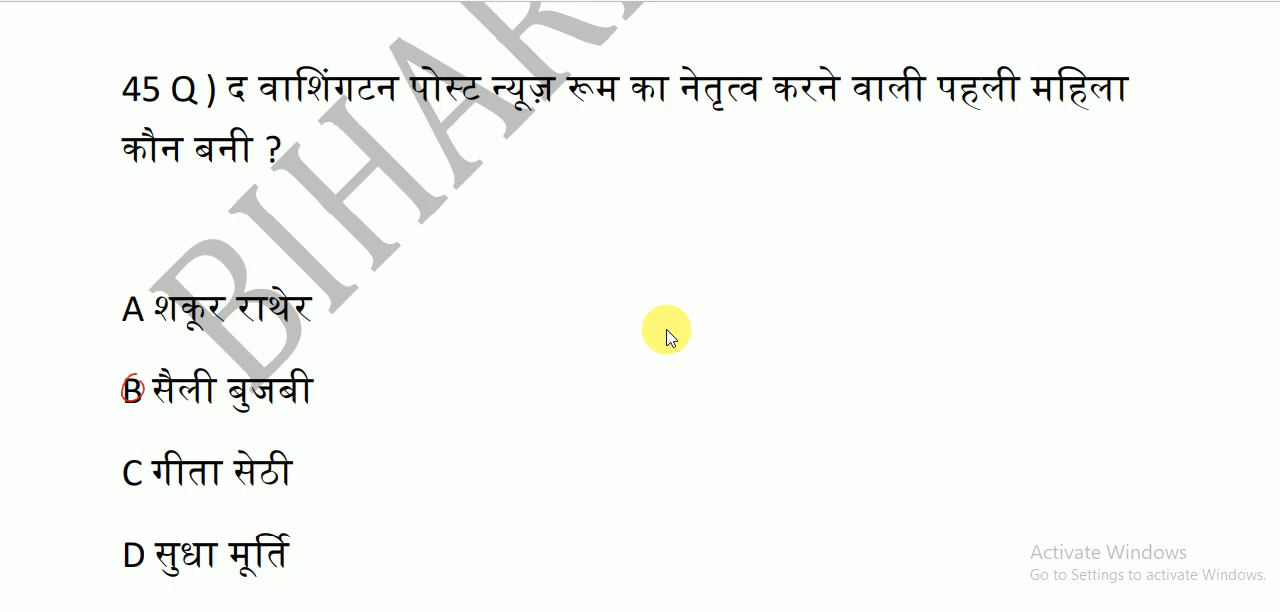 45 Q ) द वाशिंगटन पोस्ट न्यूज़ रूम का नेतृत्व करने वाली पहली महिला
कौन बनी ?
BIHAR
A शकूर राथेर
B सैली बुजबी
C गीता सेठी
D सुधा मूर्ति
Activate Windows
Go to Settings to activate Windows.